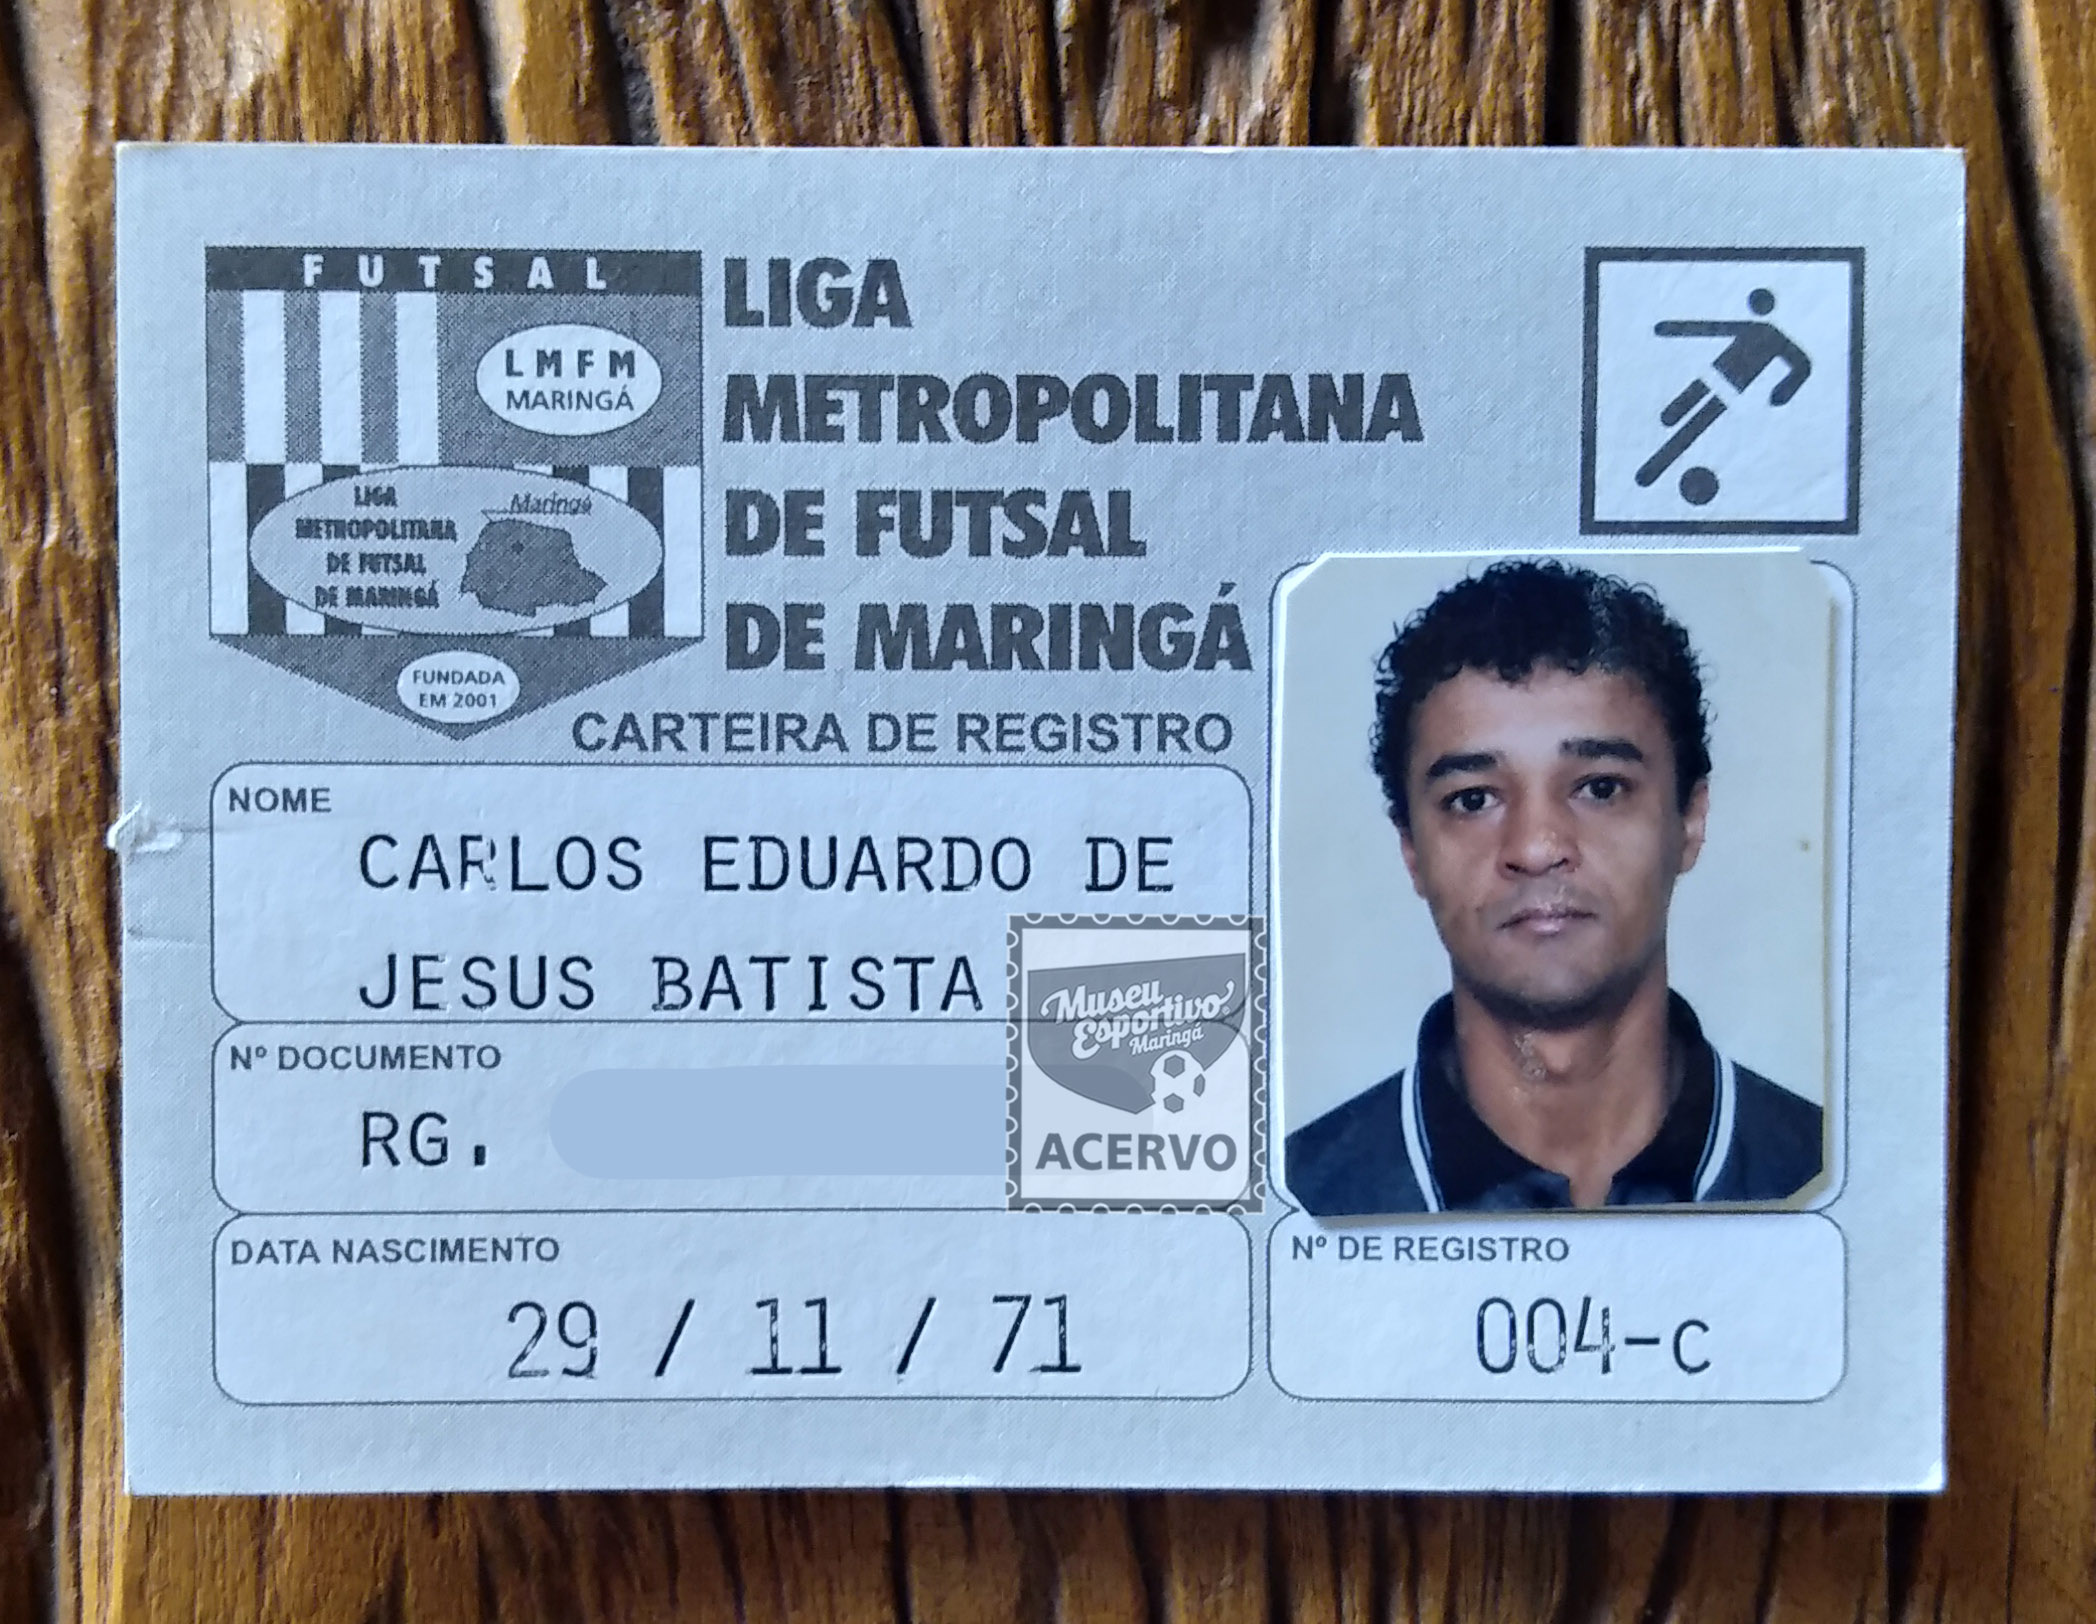 FUTSAL
LMFM
MARINGÁ
LIGA
METROPOLITANA
DE FUTSAL
DE MARINGÁ
Maringá
FUNDADA
EM 2001
LIGA
METROPOLITANA
DE FUTSAL
DE MARINGÁ
CARTEIRA DE REGISTRO
NOME
CARLOS EDUARDO DE
JESUS BATISTA
Nº DOCUMENTO
RG.
Museu
Esportivo
Maringá
ACERVO
DATA NASCIMENTO
29 / 11 / 71
Nº DE REGISTRO
004-c